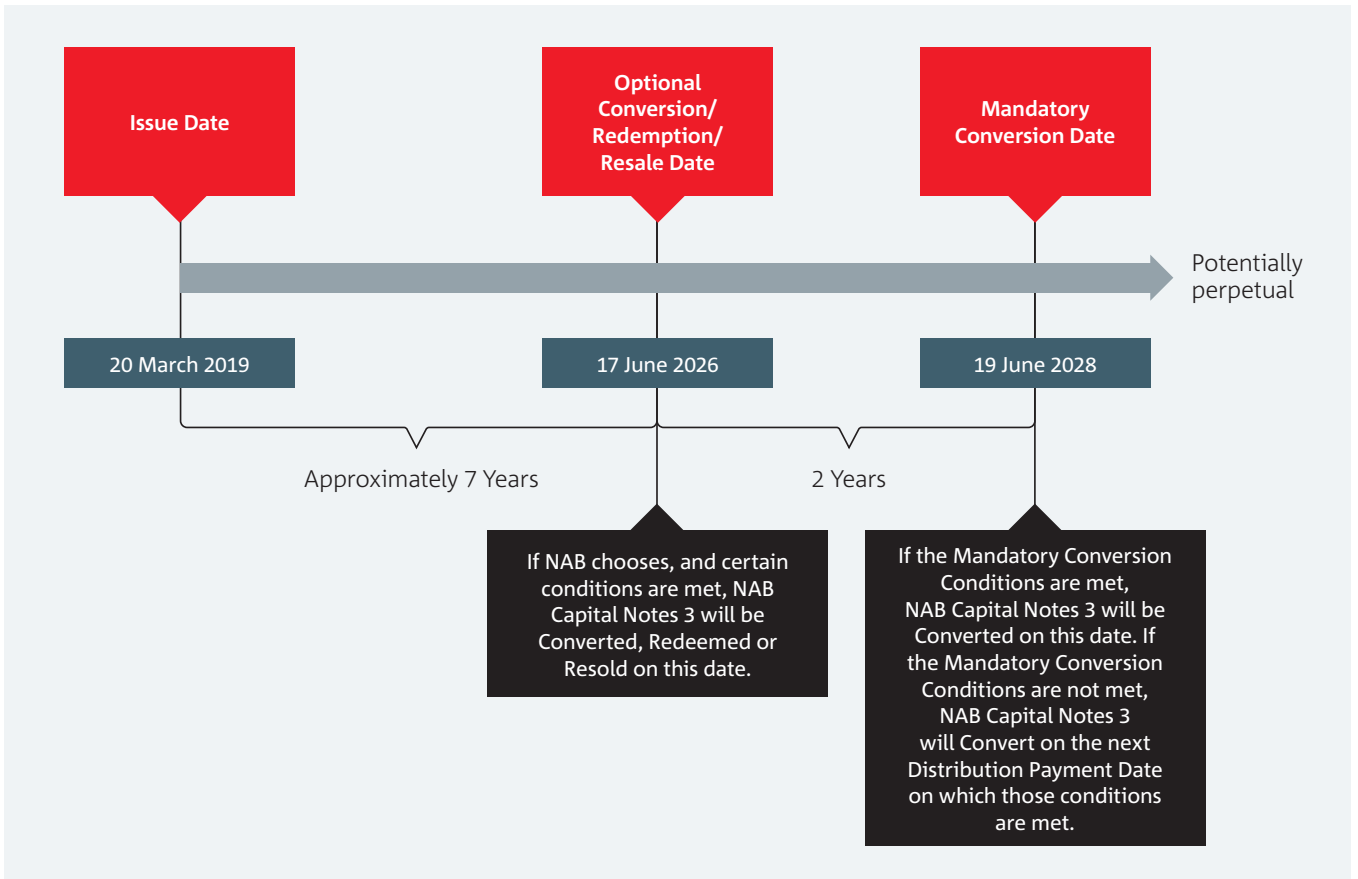 Issue Date
Optional
Conversion/
Redemption/
Resale Date
Mandatory
Conversion Date
Potentially
perpetual
20 March 2019
17 June 2026
19 June 2028
Approximately 7 Years
2 Years
If NAB chooses, and certain
conditions are met, NAB
Capital Notes 3 will be
Converted, Redeemed or
Resold on this date.
If the Mandatory Conversion
Conditions are met,
NAB Capital Notes 3 will be
Converted on this date. If
the Mandatory Conversion
Conditions are not met,
NAB Capital Notes 3
will Convert on the next
Distribution Payment Date
on which those conditions
are met.